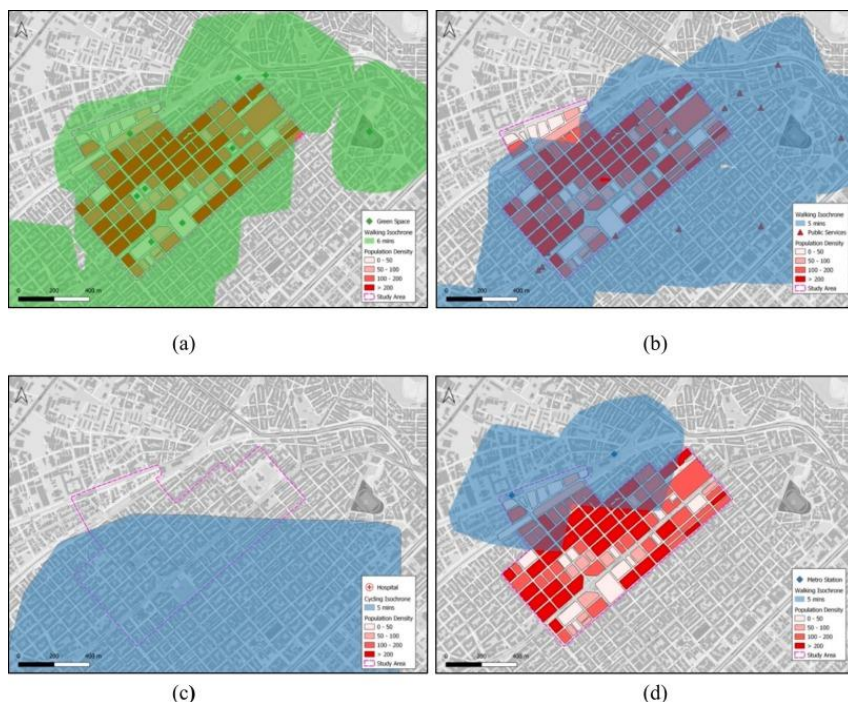 Green Space
Walking Isochrone
6 mins
Population Density
0 - 50
50 - 100
100 - 200
> 200
Study Area
0 200 400 m
(a)
Walking Isochrone
5 mins
Public Services
Population Density
0 - 50
50 - 100
100 - 200
> 200
Study Area
0 200 400 m
(b)
Hospital
Cycling Isochrone
5 mins
Population Density
0 - 50
50 - 100
100 - 200
> 200
Study Area
0 200 400 m
(c)
Metro Station
Walking Isochrone
5 mins
Population Density
0 - 50
50 - 100
100 - 200
> 200
Study Area
0 200 400 m
(d)